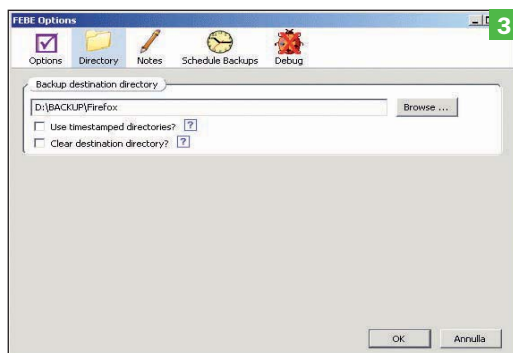 FEBE Options
3
Options Directory Notes Schedule Backups Debug
Backup destination directory
D:\BACKUP\Firefox Browse ...
Use timestamped directories? ?
Clear destination directory? ?
OK Annulla